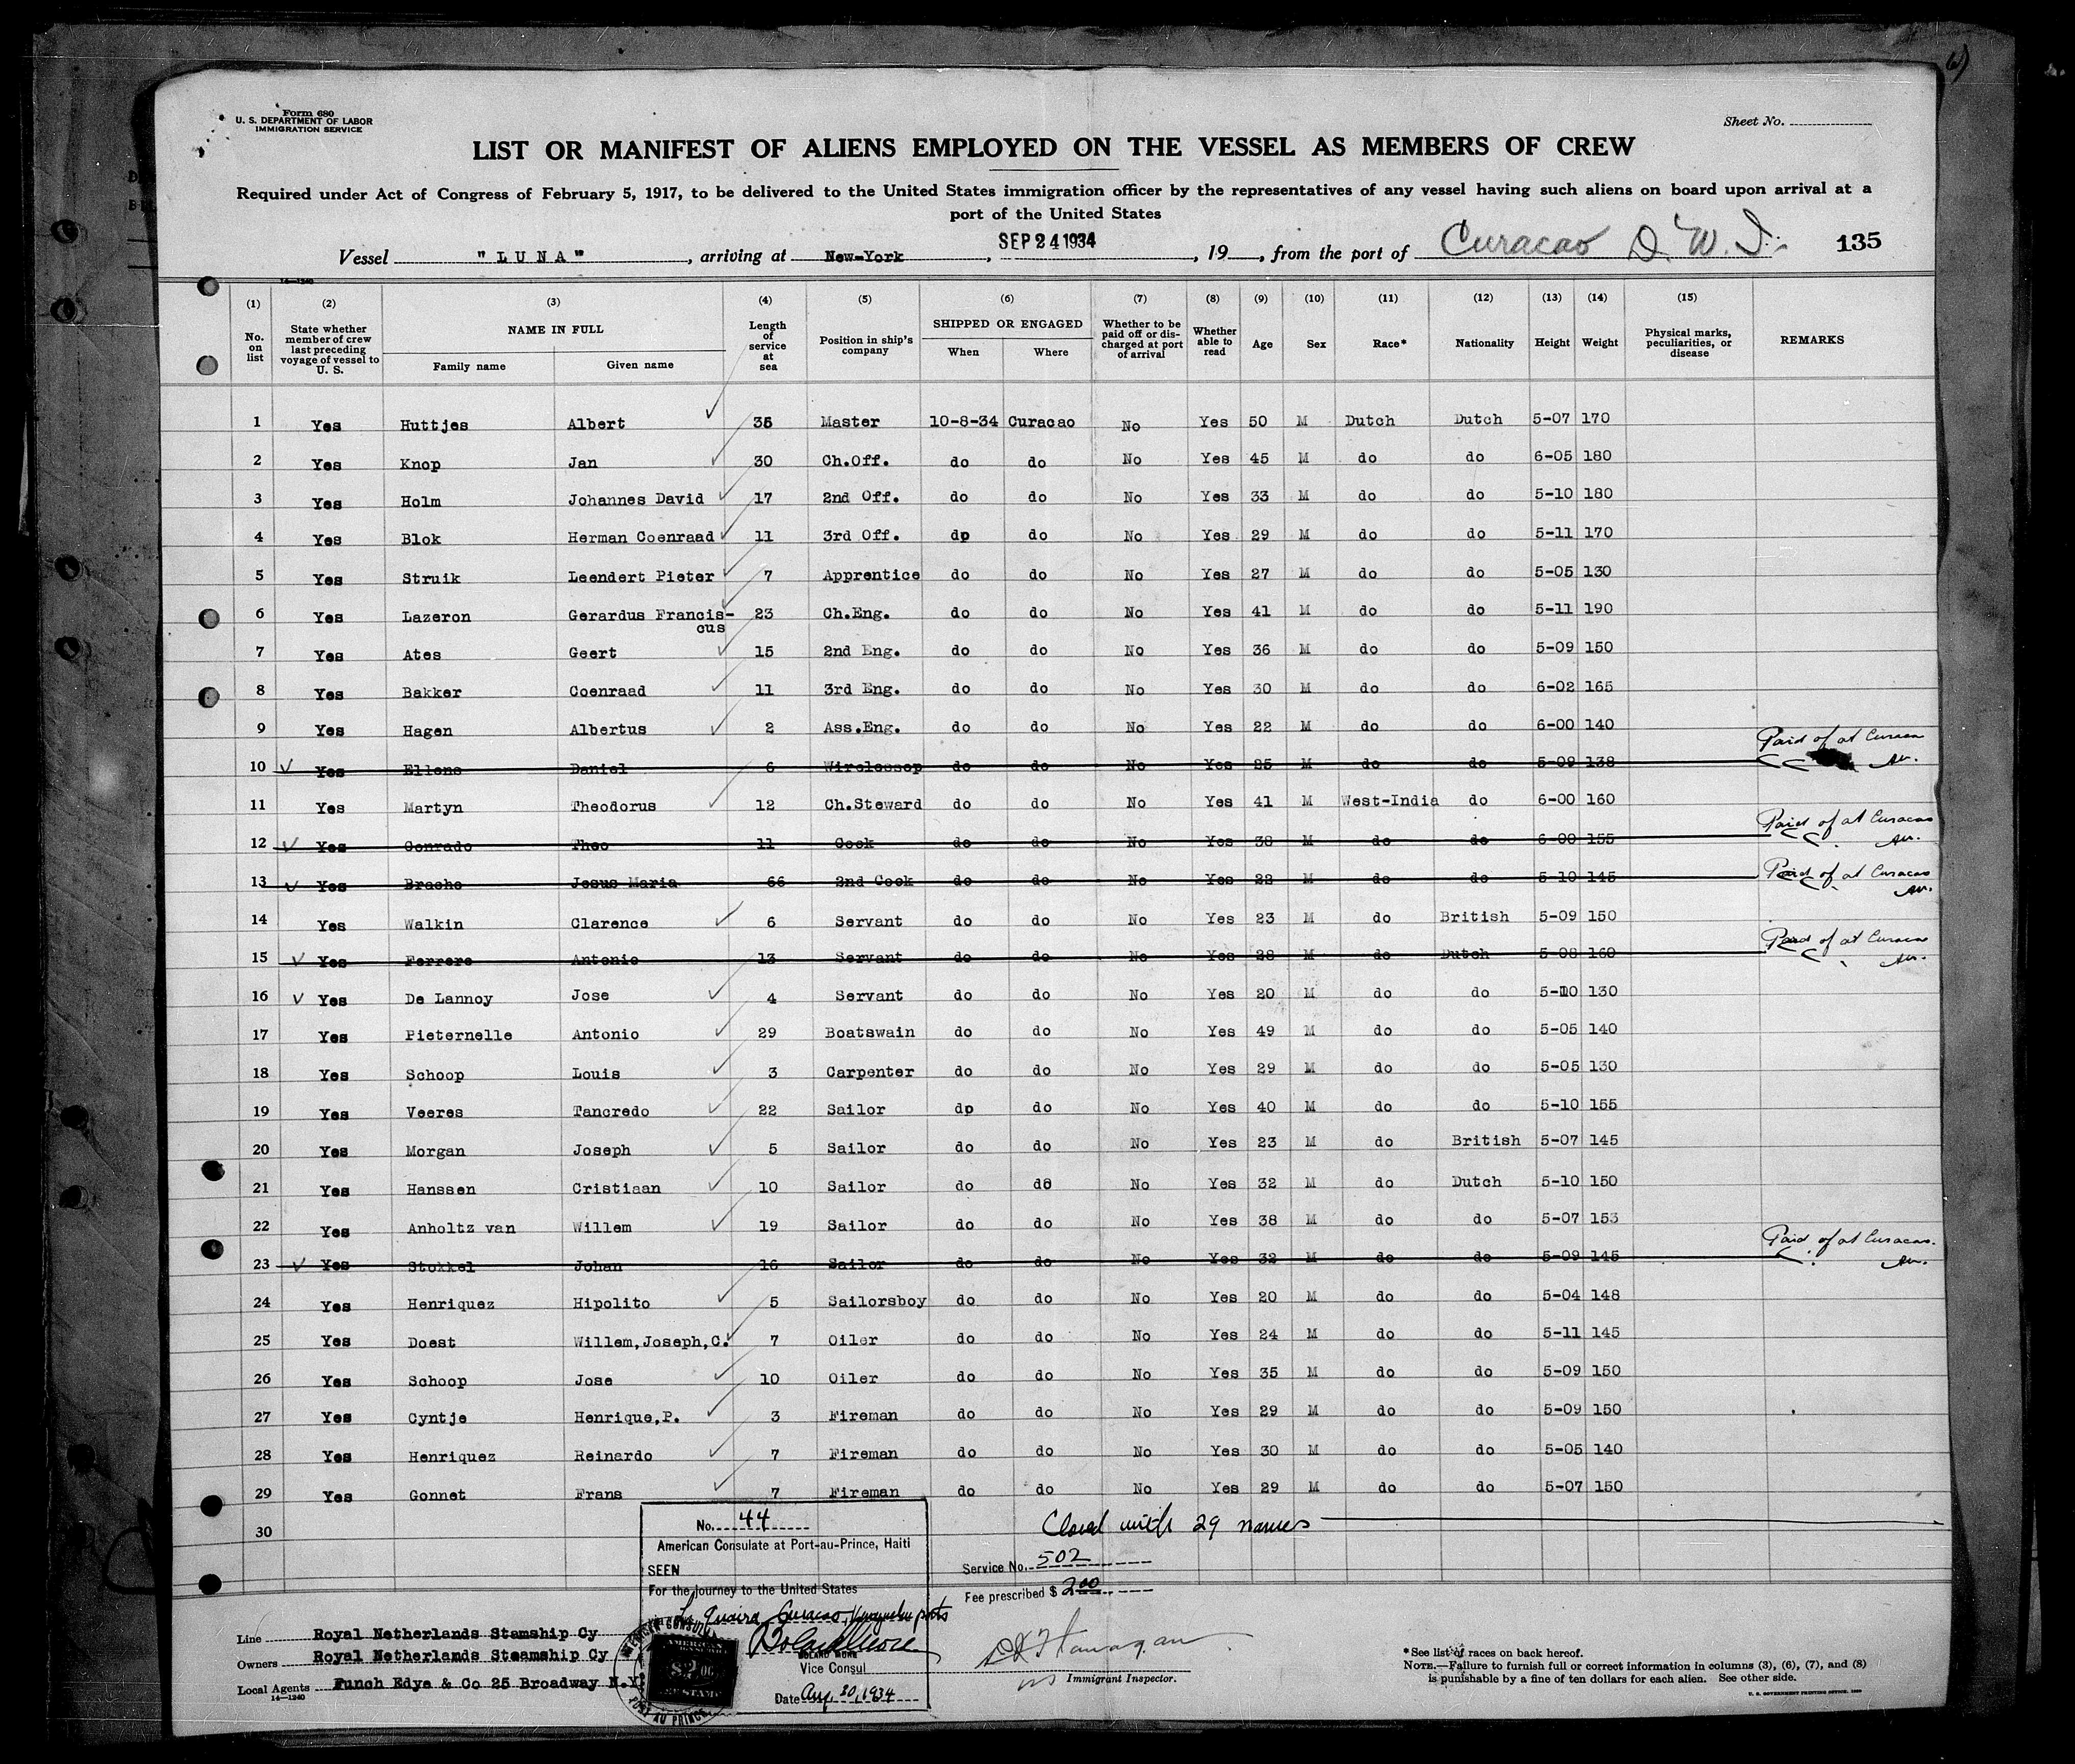 Form 680
U. S. DEPARTMENT OF LABOR
IMMIGRATION SERVICE
Sheet No.
LIST OR MANIFEST OF ALIENS EMPLOYED ON THE VESSEL AS MEMBERS OF CREW
Required under Act of Congress of February 5, 1917, to be delivered to the United States immigration officer by the representatives of any vessel having such aliens on board upon arrival at a
port of the United States
Vessel "LUNA", arriving at New-York, SEP 24 1934, 19, from the port of Curacao D. W. I. 135
14-1240
(1) No. on list
(2) State whether member of crew last preceding voyage of vessel to U. S.
(3) NAME IN FULL Family name Given name
(4) Length of service at sea
(5) Position in ship's company
(6) SHIPPED OR ENGAGED When Where
(7) Whether to be paid off or discharged at port of arrival
(8) Whether able to read
(9) Age
(10) Sex
(11) Race*
(12) Nationality
(13) Height
(14) Weight
(15) Physical marks, peculiarities, or disease
REMARKS
1 Yes Huttjes Albert 35 Master 10-8-34 Curacao No Yes 50 M Dutch Dutch 5-07 170
2 Yes Knop Jan 30 Ch.Off. do do No Yes 45 M do do 6-05 180
3 Yes Holm Johannes David 17 2nd Off. do do No Yes 33 M do do 5-10 180
4 Yes Blok Herman Coenraad 11 3rd Off. dp do No Yes 29 M do do 5-11 170
5 Yes Struik Leendert Pieter 7 Apprentice do do No Yes 27 M do do 5-05 130
6 Yes Lazeron Gerardus Francis-cus 23 Ch.Eng. do do No Yes 41 M do do 5-11 190
7 Yes Ates Geert 15 2nd Eng. do do No Yes 36 M do do 5-09 150
8 Yes Bakker Coenraad 11 3rd Eng. do do No Yes 30 M do do 6-02 165
9 Yes Hagen Albertus 2 Ass.Eng. do do No Yes 22 M do do 6-00 140
10 Yes Ellens Daniel 6 Wirelessop do do No Yes 25 M do do 5-09 138 Paid of at Curacao
11 Yes Martyn Theodorus 12 Ch.Steward do do No Yes 41 M West-India do 6-00 160
12 Yes Conrado Theo 11 Cook do do No Yes 38 M do do 6-00 155 Paid of at Curacao
13 Yes Bracho Jesus Maria 66 2nd Cook do do No Yes 22 M do do 5-10 145 Paid of at Curacao
14 Yes Walkin Clarence 6 Servant do do No Yes 23 M do British 5-09 150
15 Yes Ferrero Antonio 13 Servant do do No Yes 28 M do Dutch 5-08 160 Paid of at Curacao
16 Yes De Lannoy Jose 4 Servant do do No Yes 20 M do do 5-10 130
17 Yes Pieternelle Antonio 29 Boatswain do do No Yes 49 M do do 5-05 140
18 Yes Schoop Louis 3 Carpenter do do No Yes 29 M do do 5-05 130
19 Yes Veeres Tancredo 22 Sailor dp do No Yes 40 M do do 5-10 155
20 Yes Morgan Joseph 5 Sailor do do No Yes 23 M do British 5-07 145
21 Yes Hanssen Cristiaan 10 Sailor do do No Yes 32 M do Dutch 5-10 150
22 Yes Anholtz van Willem 19 Sailor do do No Yes 38 M do do 5-07 153
23 Yes Stokkel Johan 16 Sailor do do No Yes 32 M do do 5-09 145 Paid of at Curacao.
24 Yes Henriquez Hipolito 5 Sailorsboy do do No Yes 20 M do do 5-04 148
25 Yes Doest Willem,Joseph,C. 7 Oiler do do No Yes 24 M do do 5-11 145
26 Yes Schoop Jose 10 Oiler do do No Yes 35 M do do 5-09 150
27 Yes Cyntje Henrique,P. 3 Fireman do do No Yes 29 M do do 5-09 150
28 Yes Henriquez Reinardo 7 Fireman do do No Yes 30 M do do 5-05 140
29 Yes Gonnet Frans 7 Fireman do do No Yes 29 M do do 5-07 150
30 Closed with 29 names
No. 44
American Consulate at Port-au-Prince, Haiti
SEEN
For the journey to the United States
La Guaira, Curacao, Venezuelan ports
Vice Consul
Date Aug. 30, 1934
Service No. 502
Fee prescribed $ 2.00
Line Royal Netherlands Stamship Cy
Owners Royal Netherlands Steamship Cy
Local Agents Funch Edye & Co 25 Broadway N.Y.
14-1240
Immigrant Inspector.
* See list of races on back hereof.
NOTE.—Failure to furnish full or correct information in columns (3), (6), (7), and (8)
is punishable by a fine of ten dollars for each alien. See other side.